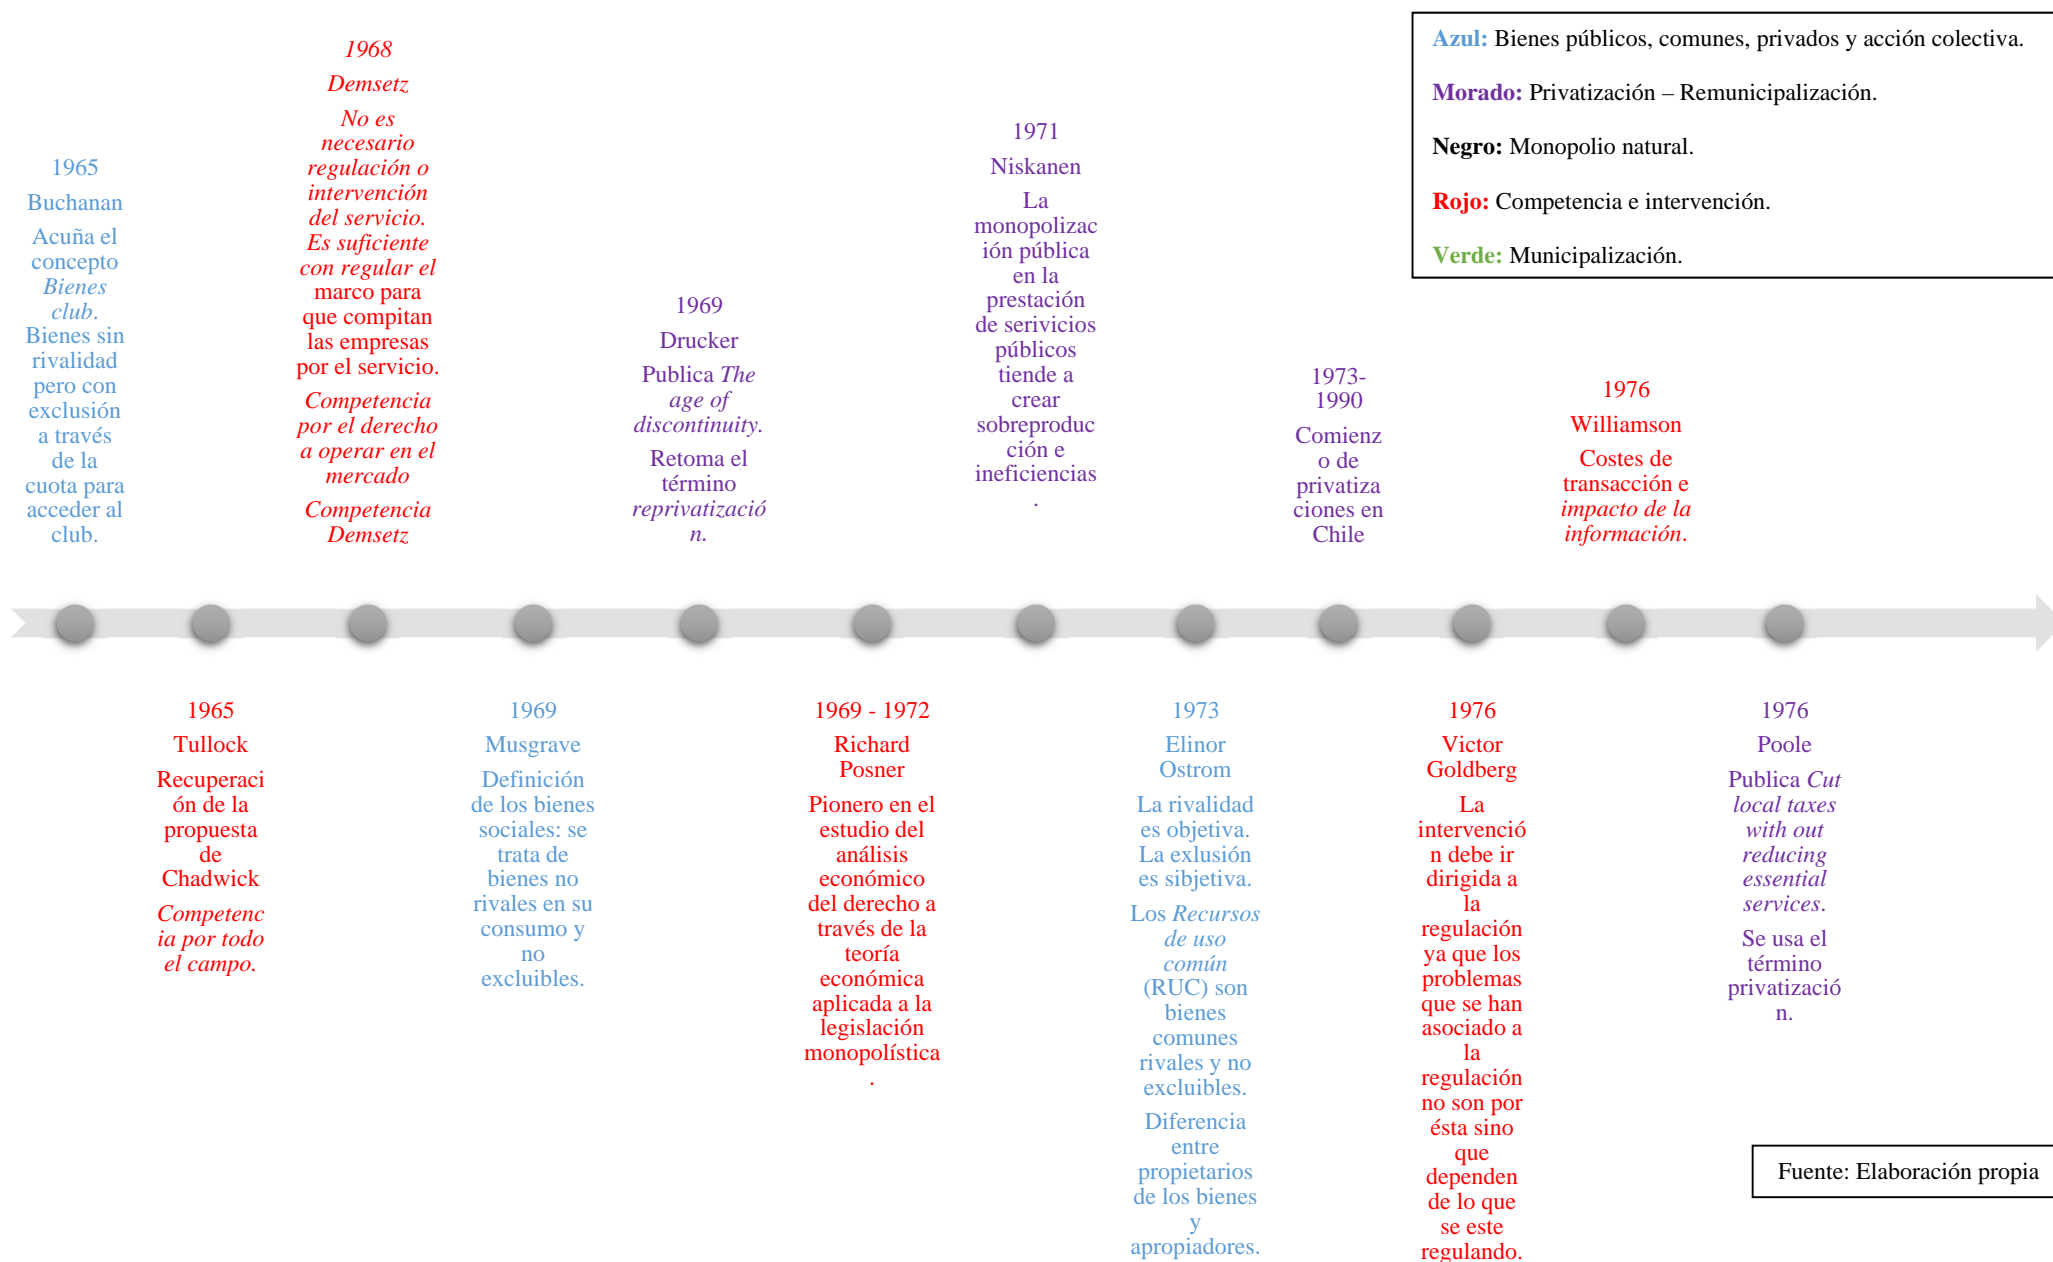 1965
Buchanan
Acuña el
concepto
Bienes
club.
Bienes sin
rivalidad
pero con
exclusión
a través
de la
cuota para
acceder al
club.
1968
Demsetz
No es
necesario
regulación o
intervención
del servicio.
Es suficiente
con regular el
marco para
que compitan
las empresas
por el servicio.
Competencia
por el derecho
a operar en el
mercado
Competencia
Demsetz
1969
Drucker
Publica The
age of
discontinuity.
Retoma el
término
reprivatizació
n.
1971
Niskanen
La
monopolizac
ión pública
en la
prestación
de serivicios
públicos
tiende a
crear
sobreproduc
ción e
ineficiencias
.
1973-
1990
Comienz
o de
privatiza
ciones en
Chile
1976
Williamson
Costes de
transacción e
impacto de la
información.
Azul: Bienes públicos, comunes, privados y acción colectiva.
Morado: Privatización – Remunicipalización.
Negro: Monopolio natural.
Rojo: Competencia e intervención.
Verde: Municipalización.
1965
Tullock
Recuperaci
ón de la
propuesta
de
Chadwick
Competenc
ia por todo
el campo.
1969
Musgrave
Definición
de los bienes
sociales: se
trata de
bienes no
rivales en su
consumo y
no
excluibles.
1969 - 1972
Richard
Posner
Pionero en el
estudio del
análisis
económico
del derecho a
través de la
teoría
económica
aplicada a la
legislación
monopolística
.
1973
Elinor
Ostrom
La rivalidad
es objetiva.
La exlusión
es sibjetiva.
Los Recursos
de uso
común
(RUC) son
bienes
comunes
rivales y no
excluibles.
Diferencia
entre
propietarios
de los bienes
y
apropiadores.
1976
Victor
Goldberg
La
intervenció
n debe ir
dirigida a
la
regulación
ya que los
problemas
que se han
asociado a
la
regulación
no son por
ésta sino
que
dependen
de lo que
se este
regulando.
1976
Poole
Publica Cut
local taxes
with out
reducing
essential
services.
Se usa el
término
privatizació
n.
Fuente: Elaboración propia